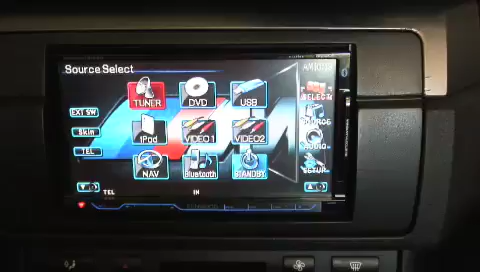 Source Select
TUNER DVD USB SELECT
EXT SW
Skin iPod VIDEO1 VIDEO2
TEL AUDIO
NAV Bluetooth STANDBY SETUP
TEL IN